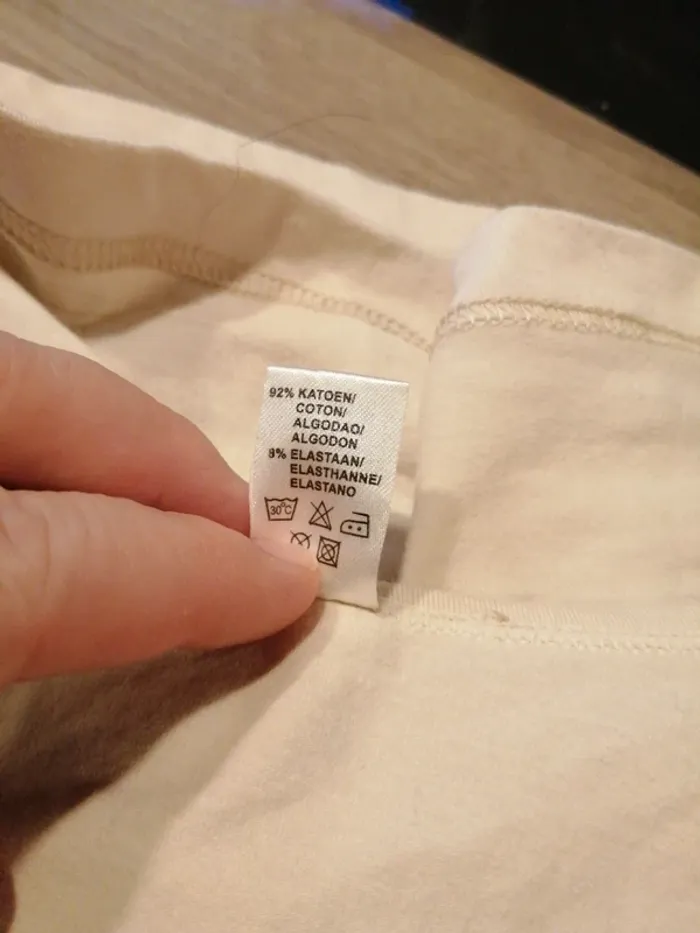 92% KATOEN/
COTON/
ALGODAO/
ALGODON
8% ELASTAAN/
ELASTHANNE/
ELASTANO
30°C